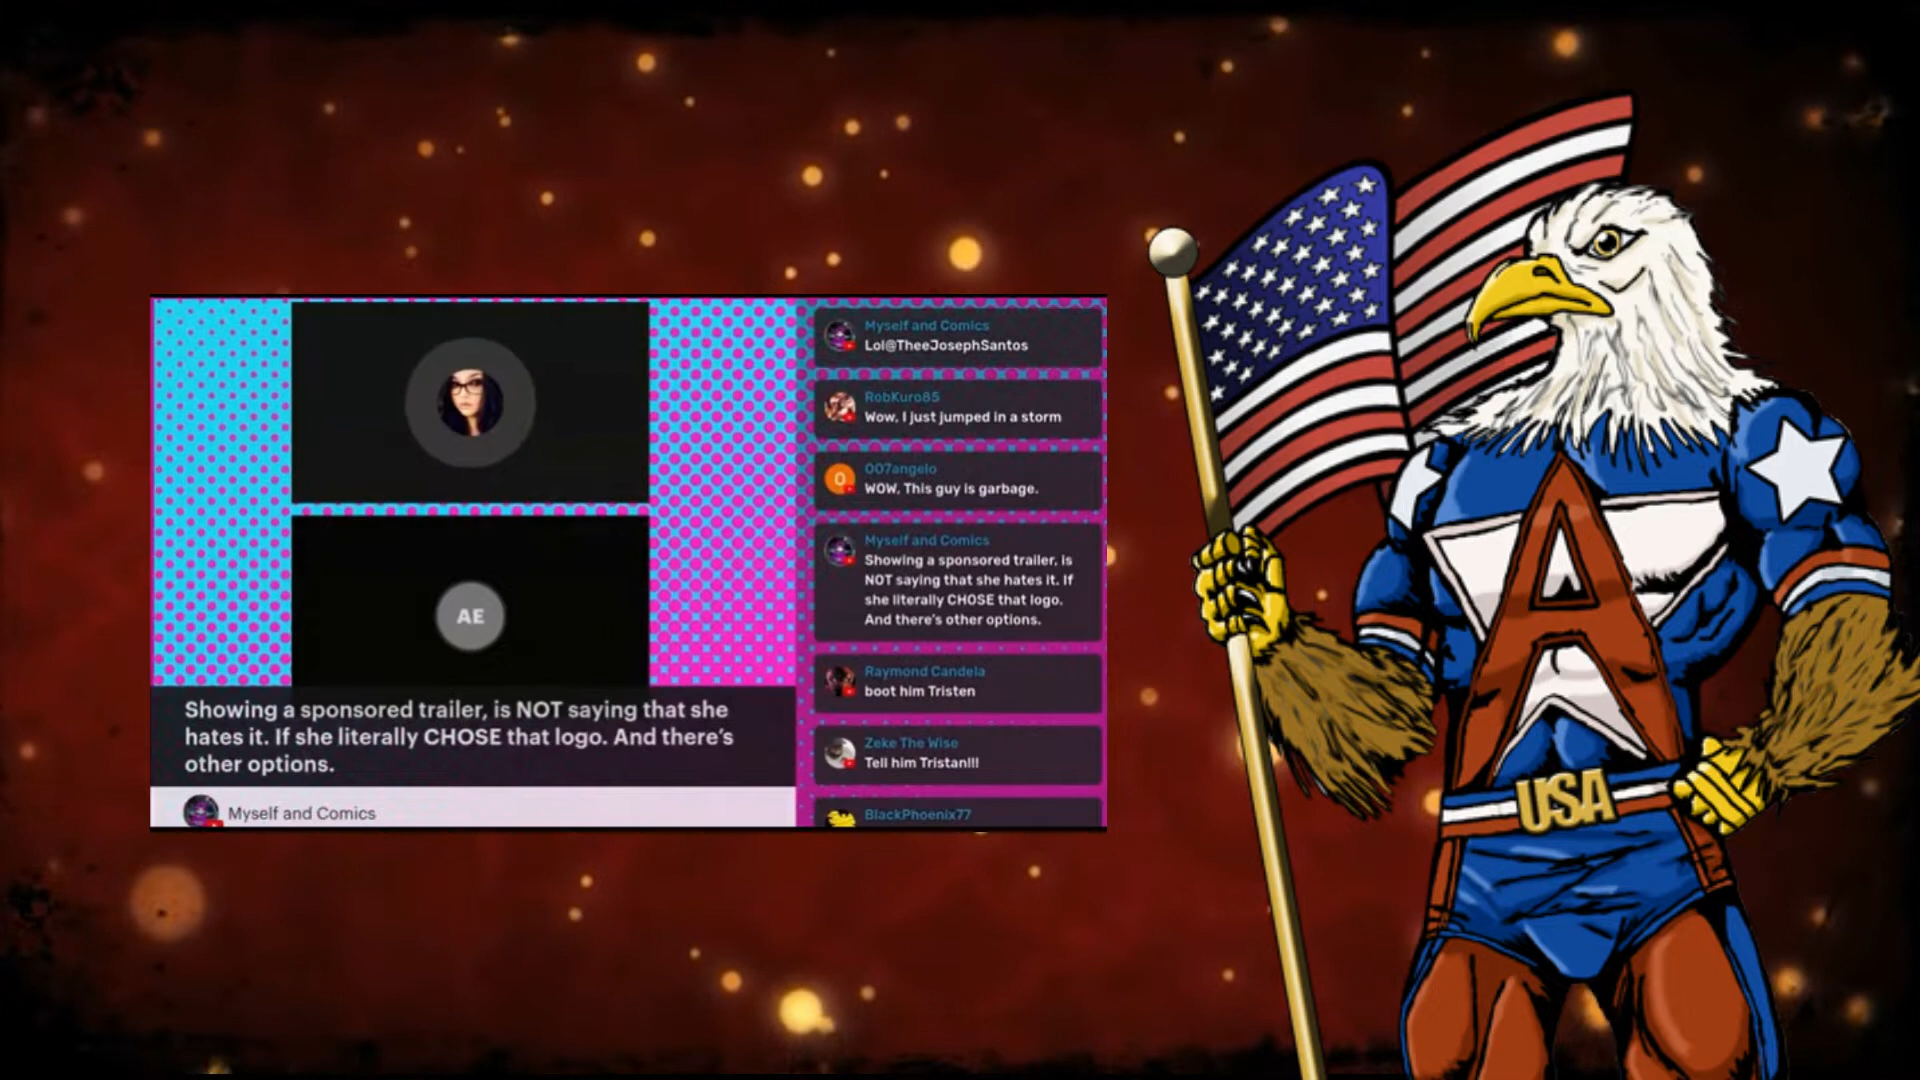 AE
Showing a sponsored trailer, is NOT saying that she
hates it. If she literally CHOSE that logo. And there's
other options.
Myself and Comics
Myself and Comics
Lol@TheeJosephSantos
RobKuro85
Wow, I just jumped in a storm
O
007angelo
WOW, This guy is garbage.
Myself and Comics
Showing a sponsored trailer, is
NOT saying that she hates it. If
she literally CHOSE that logo.
And there's other options.
Raymond Candela
boot him Tristen
Zeke The Wise
Tell him Tristan!!!
BlackPhoenix77
A
USA